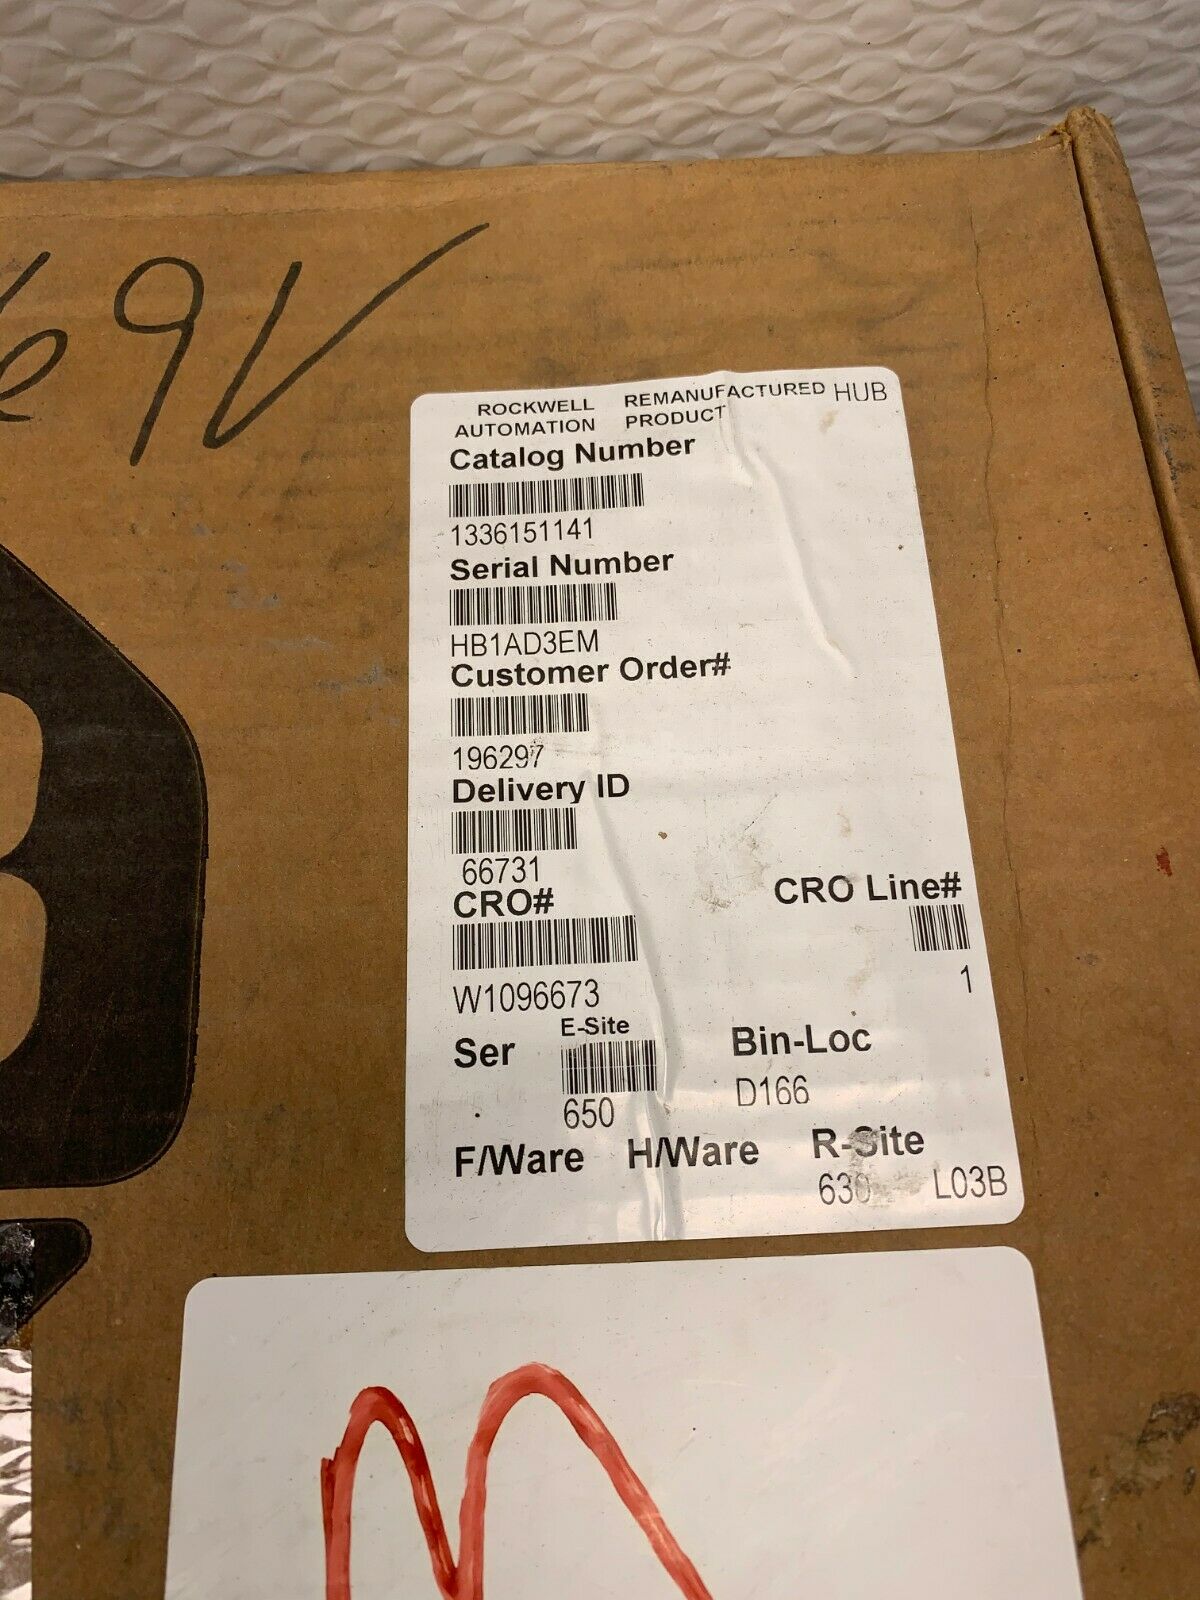 69V
ROCKWELL REMANUFACTURED HUB
AUTOMATION PRODUCT
Catalog Number
1336151141
Serial Number
HB1AD3EM
Customer Order#
196297
Delivery ID
66731
CRO# CRO Line#
W1096673 1
Ser E-Site Bin-Loc
650 D166
F/Ware H/Ware R-Site
630 L03B